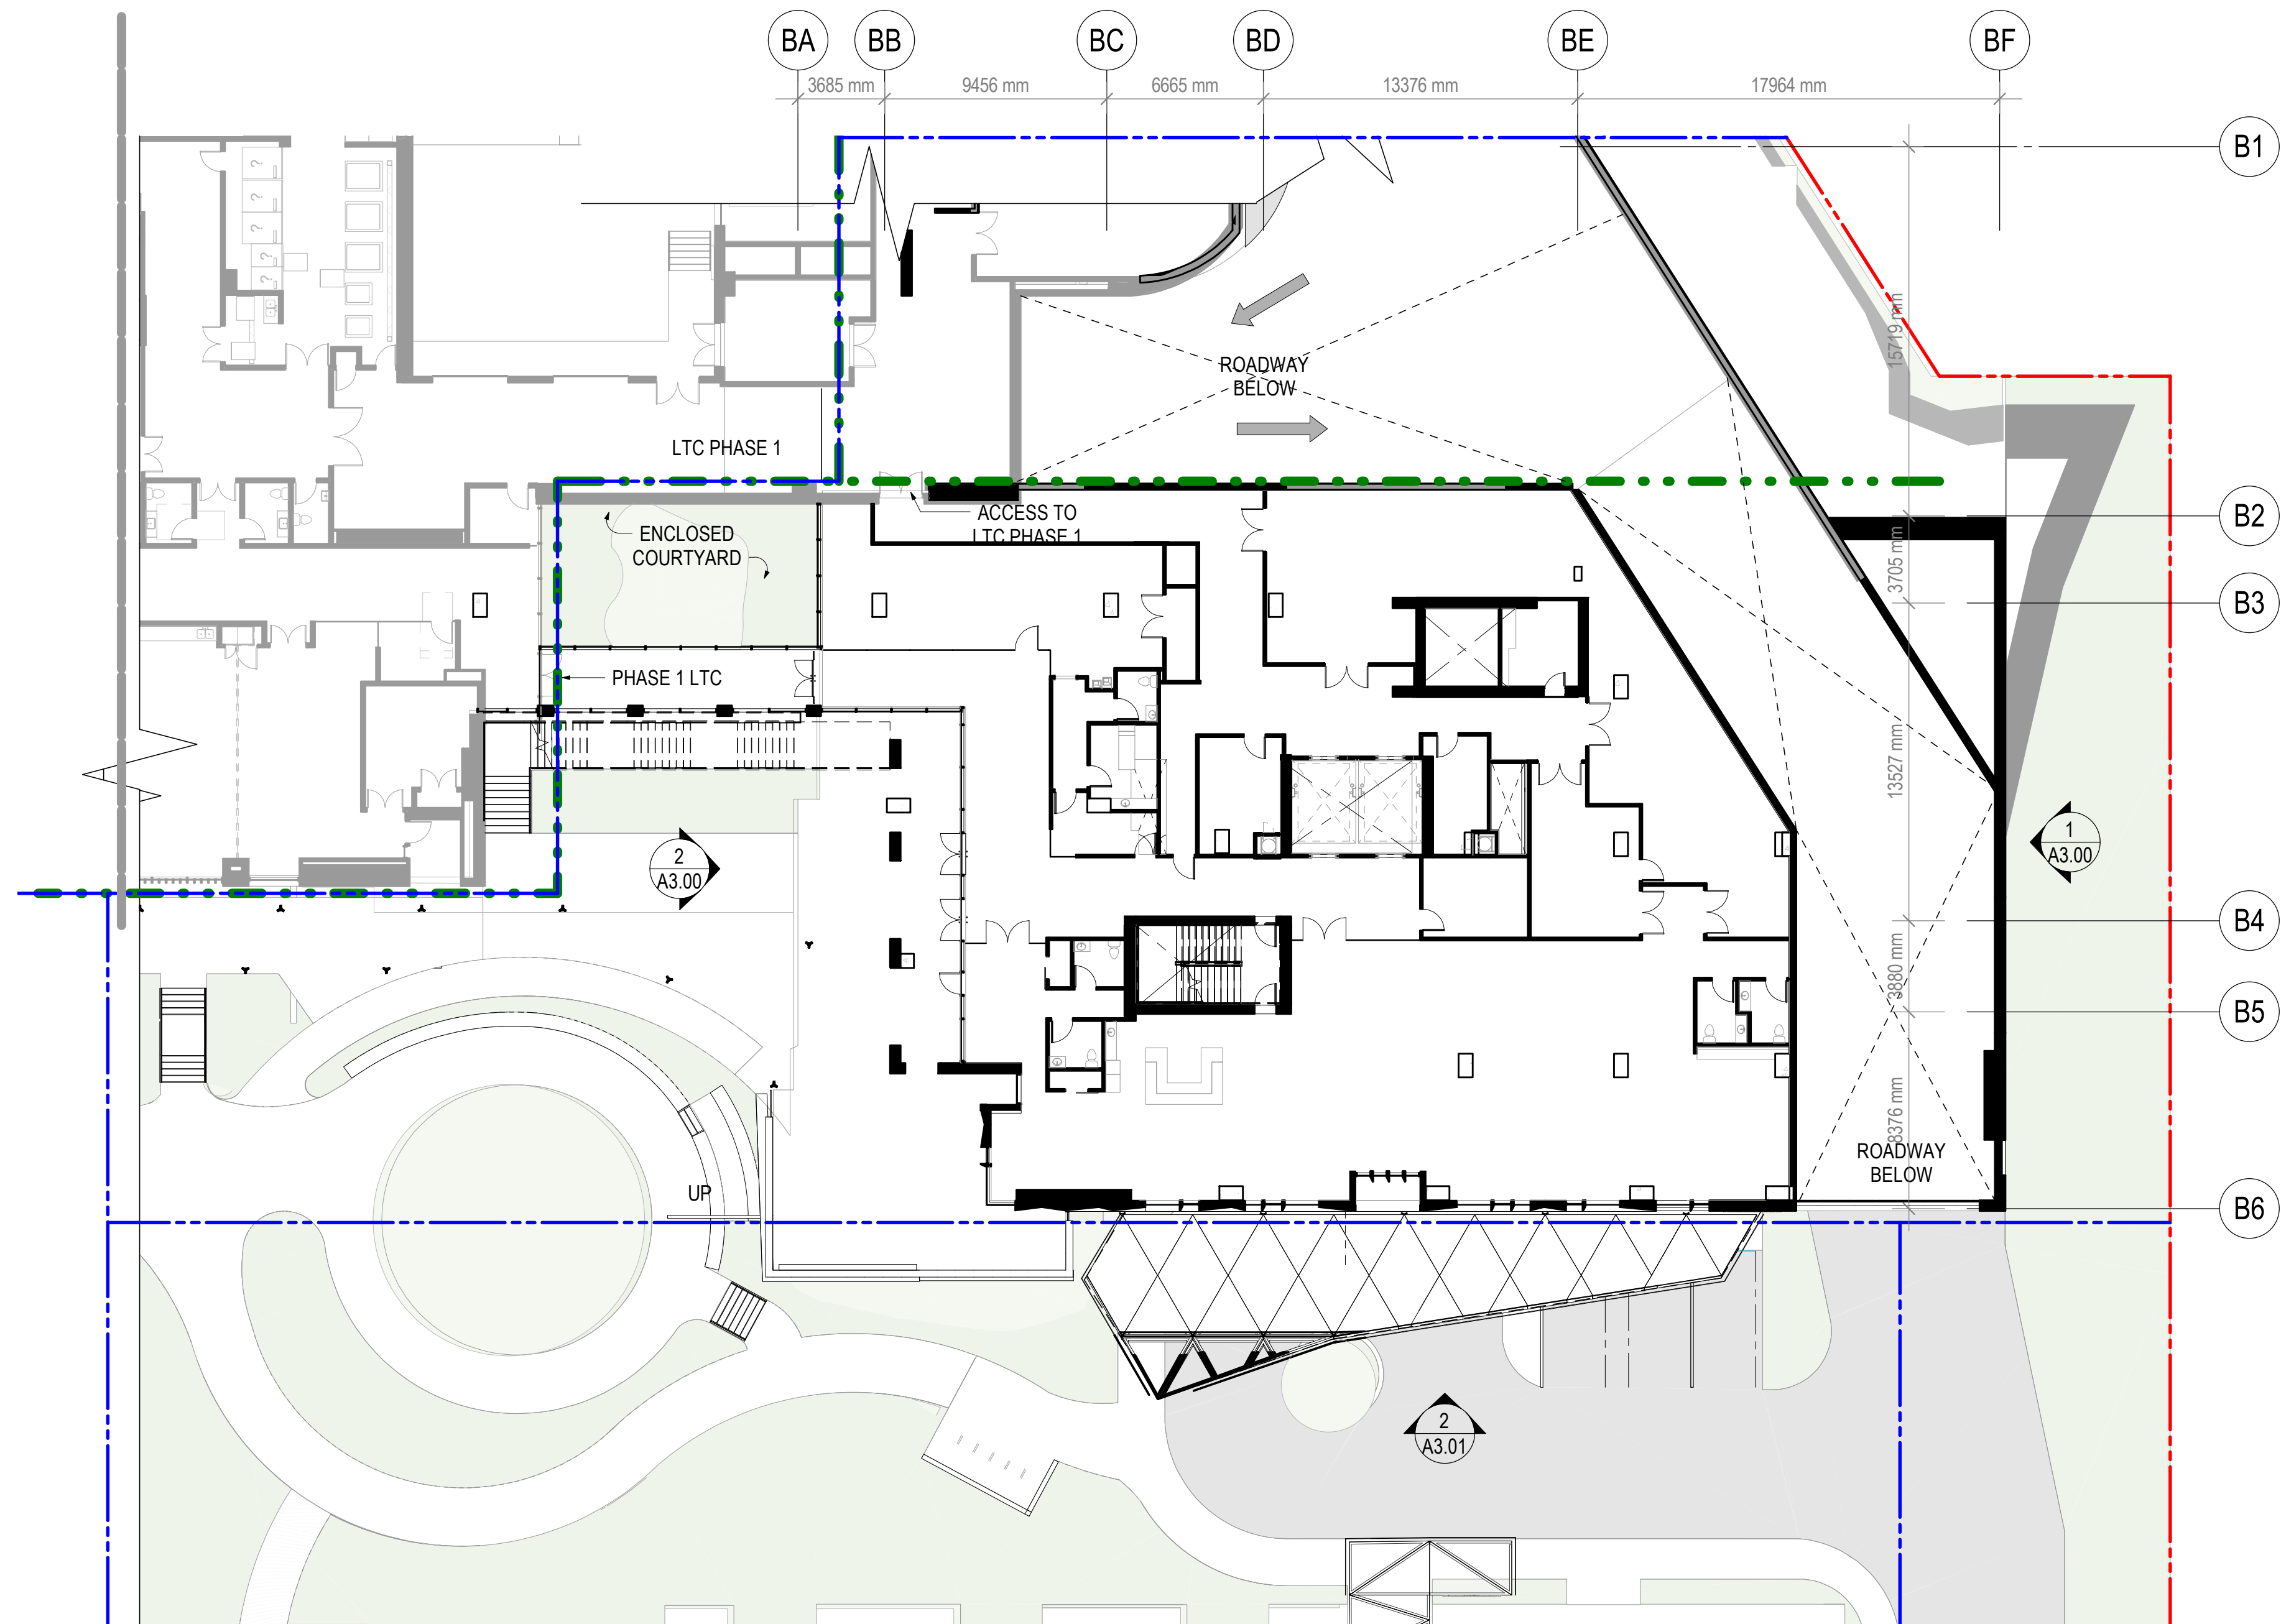 BA
BB
BC
BD
BE
BF
3685 mm
9456 mm
6665 mm
13376 mm
17964 mm
B1
?
?
?
?
?
15719 mm
ROADWAY
BELOW
LTC PHASE 1
ACCESS TO
LTC PHASE 1
ENCLOSED
COURTYARD
B2
3705 mm
B3
PHASE 1 LTC
13527 mm
2
A3.00
1
A3.00
B4
3880 mm
B5
8376 mm
ROADWAY
BELOW
UP
B6
2
A3.01